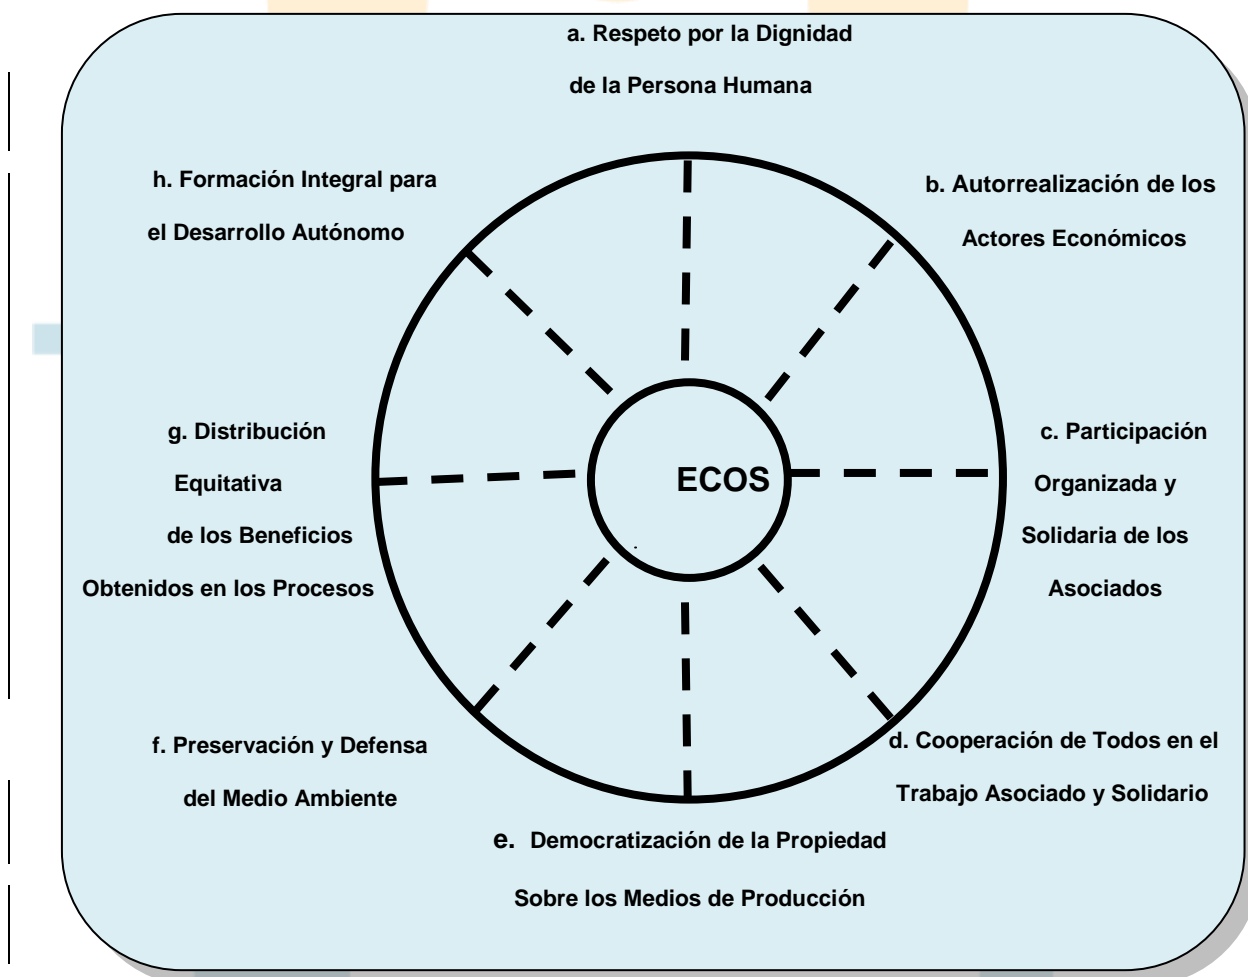 a. Respeto por la Dignidad
de la Persona Humana
h. Formación Integral para
el Desarrollo Autónomo
b. Autorrealización de los
Actores Económicos
g. Distribución
Equitativa
de los Beneficios
Obtenidos en los Procesos
ECOS
c. Participación
Organizada y
Solidaria de los
Asociados
f. Preservación y Defensa
del Medio Ambiente
d. Cooperación de Todos en el
Trabajo Asociado y Solidario
e. Democratización de la Propiedad
Sobre los Medios de Producción